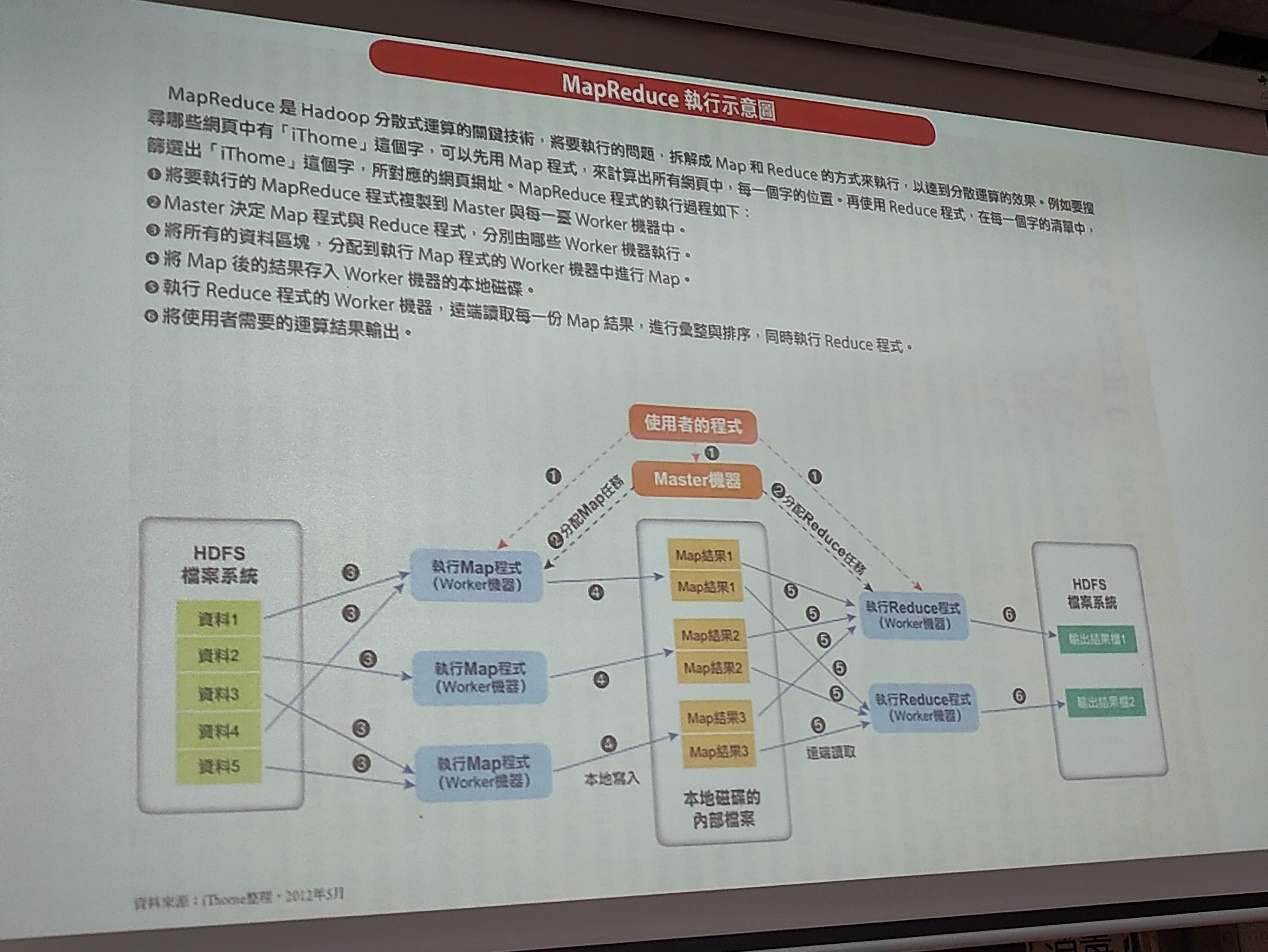 MapReduce 執行示意圖
MapReduce 是 Hadoop 分散式運算的關鍵技術，將要執行的問題，拆解成 Map 和 Reduce 的方式來執行，以達到分散運算的效果。例如要搜
尋哪些網頁中有「iThome」這個字，可以先用 Map 程式，來計算出所有網頁中，每一個字的位置。再使用 Reduce 程式，在每一個字的清單中，
篩選出「iThome」這個字，所對應的網頁網址。MapReduce 程式的執行過程如下：
❶ 將要執行的 MapReduce 程式複製到 Master 與每一臺 Worker 機器中。
❷ Master 決定 Map 程式與 Reduce 程式，分別由哪些 Worker 機器執行。
❸ 將所有的資料區塊，分配到執行 Map 程式的 Worker 機器中進行 Map。
❹ 將 Map 後的結果存入 Worker 機器的本地磁碟。
❺ 執行 Reduce 程式的 Worker 機器，遠端讀取每一份 Map 結果，進行彙整與排序，同時執行 Reduce 程式。
❻ 將使用者需要的運算結果輸出。
使用者的程式
❶
❶
❶
Master機器
❷分配Map任務
❷分配Reduce任務
HDFS
檔案系統
資料1
資料2
資料3
資料4
資料5
❸
❸
❸
❸
❸
執行Map程式
(Worker機器)
執行Map程式
(Worker機器)
執行Map程式
(Worker機器)
❹
❹
❹
本地寫入
Map結果1
Map結果1
Map結果2
Map結果2
Map結果3
Map結果3
本地磁碟的
內部檔案
❺
❺
❺
❺
❺
❺
遠端讀取
執行Reduce程式
(Worker機器)
執行Reduce程式
(Worker機器)
❻
❻
HDFS
檔案系統
輸出結果檔1
輸出結果檔2
資料來源：iThome整理，2012年5月